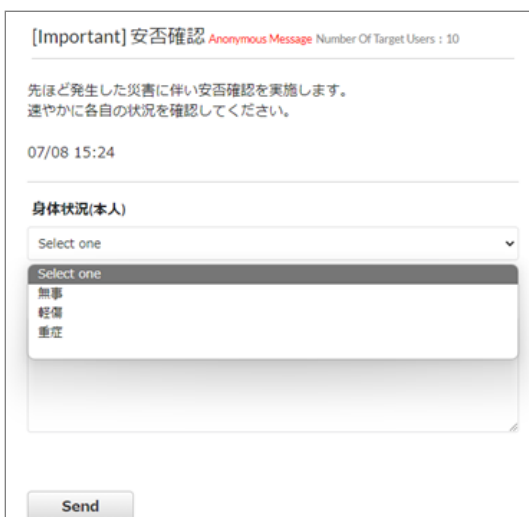 [Important] 安否確認 Anonymous Message Number Of Target Users : 10
先ほど発生した災害に伴い安否確認を実施します。
速やかに各自の状況を確認してください。
07/08 15:24
身体状況(本人)
Select one
Select one
無事
軽傷
重症
Send